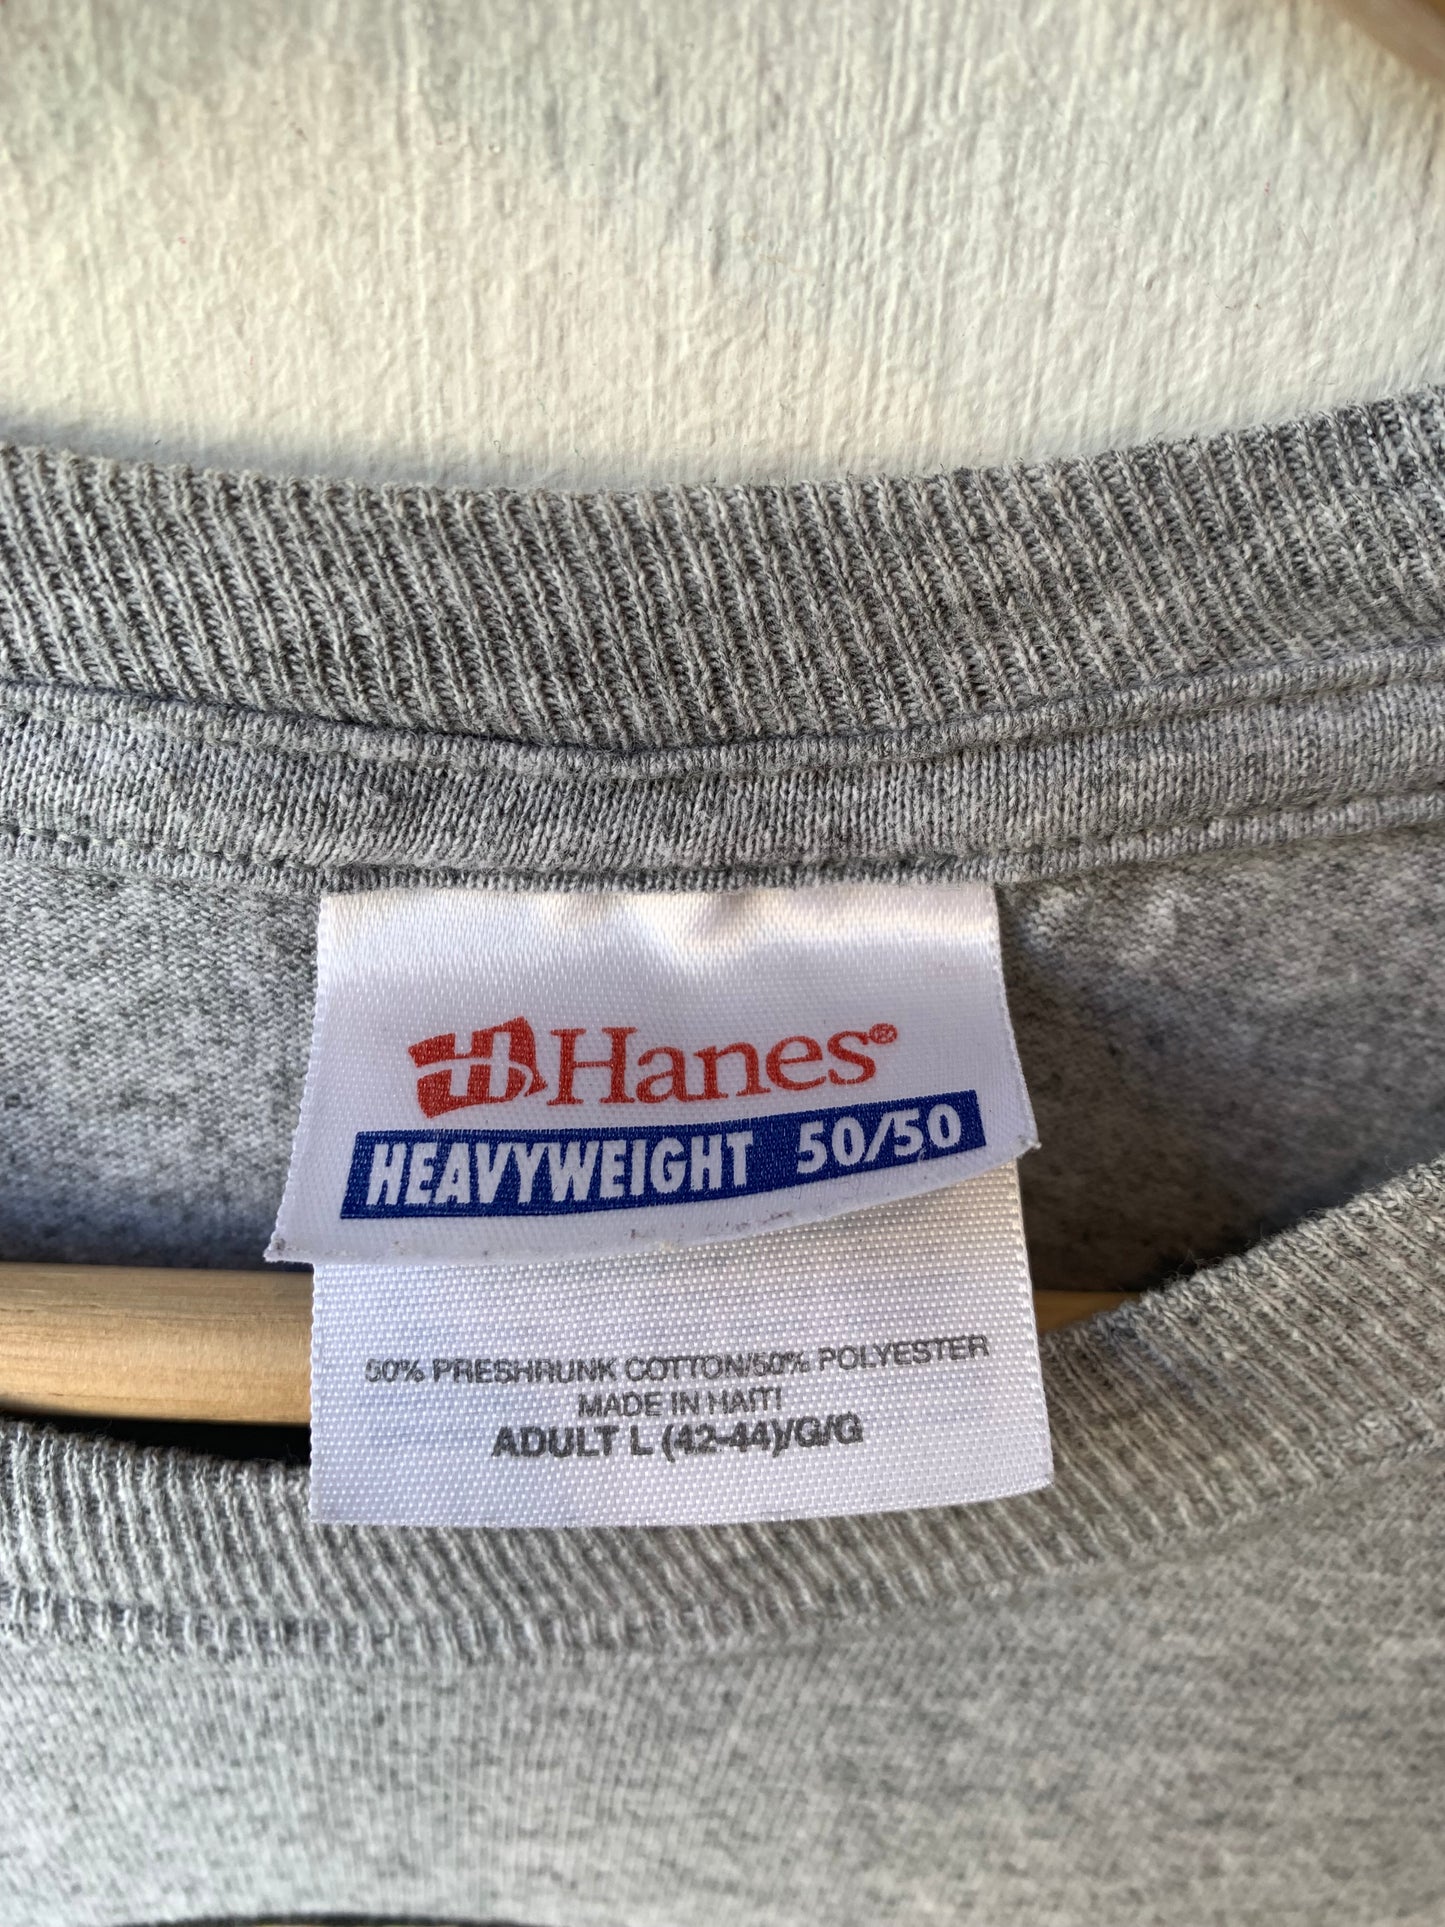 Hanes®
HEAVYWEIGHT 50/50
50% PRESHRUNK COTTON/50% POLYESTER
MADE IN HAITI
ADULT L (42-44)/G/G